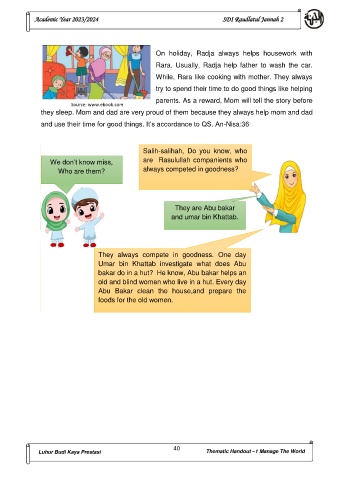 Academic Year 2023/2024
SDI Raudlatul Jannah 2
On holiday, Radja always helps housework with
Rara. Usually, Radja help father to wash the car.
While, Rara like cooking with mother. They always
try to spend their time to do good things like helping
parents. As a reward, Mom will tell the story before
Source: www.ebook.com
they sleep. Mom and dad are very proud of them because they always help mom and dad
and use their time for good things. It's accordance to QS. An-Nisa:36
Salih-salihah, Do you know, who
are Rasulullah companients who
always competed in goodness?
We don't know miss,
Who are them?
They are Abu bakar
and umar bin Khattab.
They always compete in goodness. One day
Umar bin Khattab investigate what does Abu
bakar do in a hut? He know, Abu bakar helps an
old and blind women who live in a hut. Every day
Abu Bakar clean the house,and prepare the
foods for the old women.
Luhur Budi Kaya Prestasi
40
Thematic Handout – 1 Manage The World